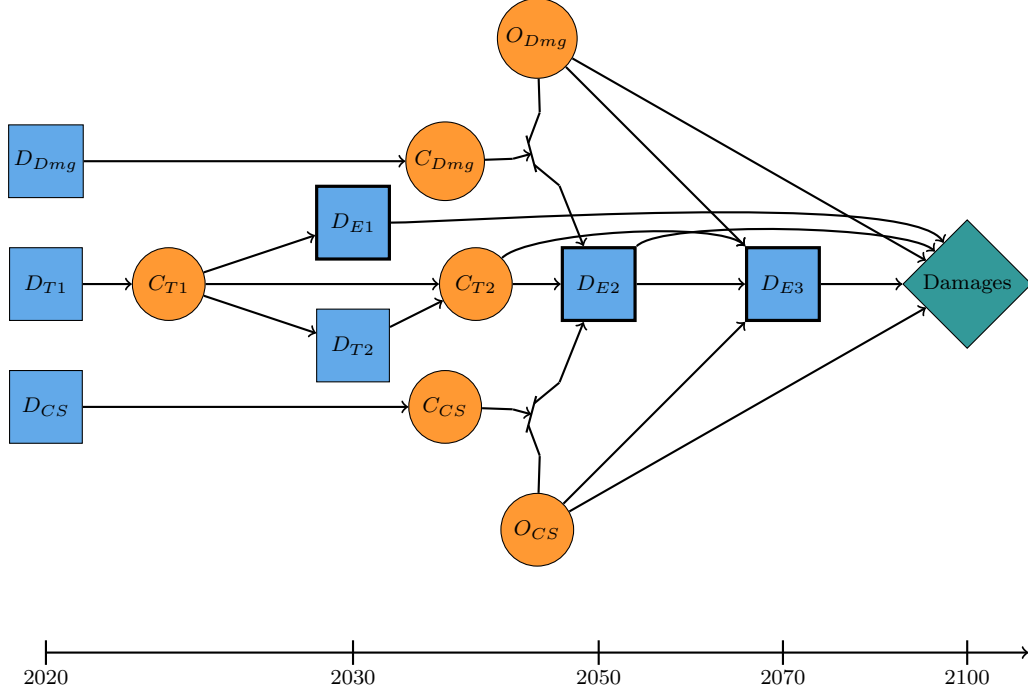 O_{Dmg}
D_{Dmg}
C_{Dmg}
D_{E1}
D_{T1}
C_{T1}
C_{T2}
D_{E2}
D_{E3}
Damages
D_{T2}
D_{CS}
C_{CS}
O_{CS}
2020
2030
2050
2070
2100